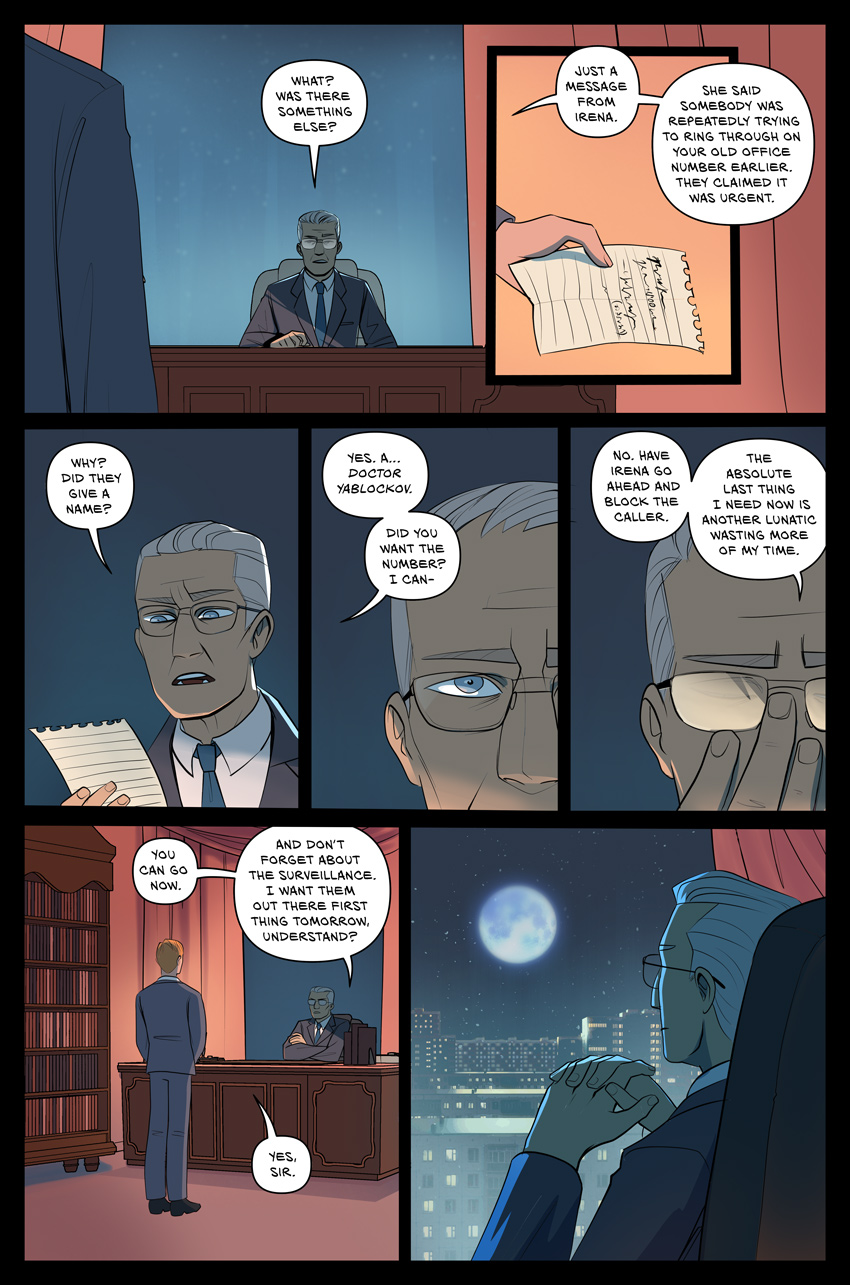 WHAT?
WAS THERE
SOMETHING
ELSE?
JUST A
MESSAGE
FROM
IRENA.
SHE SAID
SOMEBODY WAS
REPEATEDLY TRYING
TO RING THROUGH ON
YOUR OLD OFFICE
NUMBER EARLIER.
THEY CLAIMED IT
WAS URGENT.
WHY?
DID THEY
GIVE A
NAME?
YES. A...
DOCTOR
YABLOCKOV.
DID YOU
WANT THE
NUMBER?
I CAN-
NO. HAVE
IRENA GO
AHEAD AND
BLOCK THE
CALLER.
THE
ABSOLUTE
LAST THING
I NEED NOW IS
ANOTHER LUNATIC
WASTING MORE
OF MY TIME.
YOU
CAN GO
NOW.
AND DON'T
FORGET ABOUT
THE SURVEILLANCE.
I WANT THEM
OUT THERE FIRST
THING TOMORROW,
UNDERSTAND?
YES,
SIR.